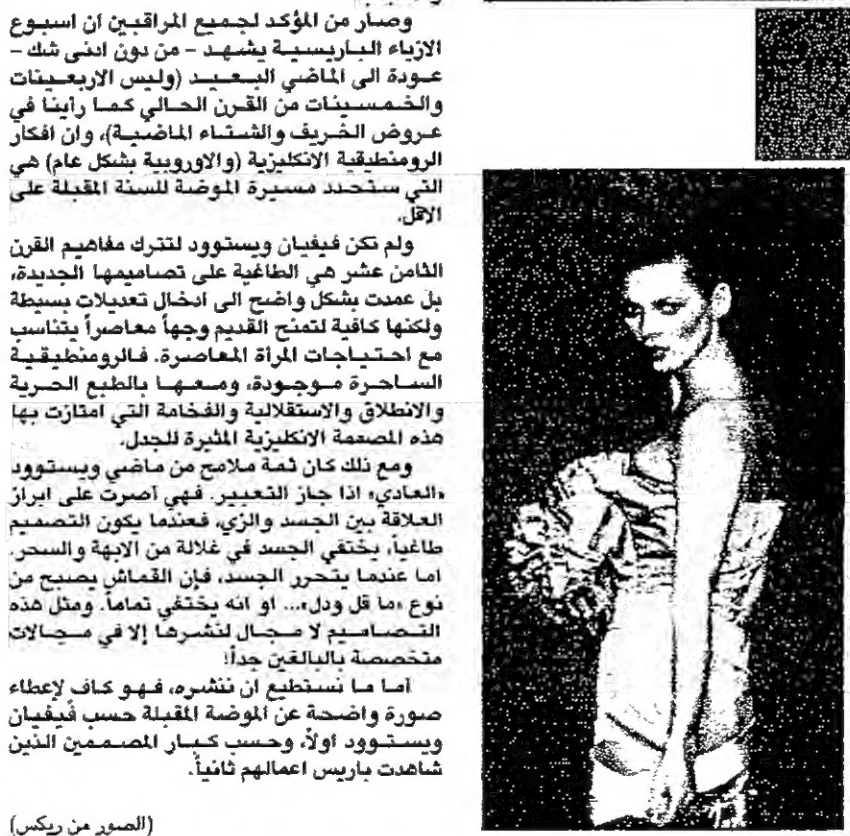 وصار من المؤكد لجميع المراقبين ان اسبوع
الازياء الباريسية يشهد - من دون ادنى شك -
عودة الى الماضي البعيد (وليس الاربعينات
والخمسينات من القرن الحالي كما رأينا في
عروض الخريف والشتاء الماضية)، وان افكار
الرومنطيقية الانكليزية (والاوروبية بشكل عام) هي
التي ستحدد مسيرة الموضة للسنة المقبلة على
الاقل.
ولم تكن فيفيان ويستوود لتترك مفاهيم القرن
الثامن عشر هي الطاغية على تصاميمها الجديدة،
بل عمدت بشكل واضح الى ادخال تعديلات بسيطة
ولكنها كافية لتمنح القديم وجهاً معاصراً يتناسب
مع احتياجات المرأة المعاصرة. فالرومنطيقية
الساحرة موجودة، ومعها بالطبع الحرية
والانطلاق والاستقلالية والفخامة التي امتازت بها
هذه المصممة الانكليزية المثيرة للجدل.
ومع ذلك كان ثمة ملامح من ماضي ويستوود
«العادي» اذا جاز التعبير. فهي اصرت على ابراز
العلاقة بين الجسد والزي، فعندما يكون التصميم
طاغياً، يختفي الجسد في غلالة من الابهة والسحر.
اما عندما يتحرر الجسد، فإن القماش يصبح من
نوع «ما قل ودل»... او انه يختفي تماماً. ومثل هذه
التصاميم لا مجال لنشرها إلا في مجالات
متخصصة بالبالغين جداً!
أما ما نستطيع ان ننشره، فهو كاف لإعطاء
صورة واضحة عن الموضة المقبلة حسب فيفيان
ويستوود اولاً، وحسب كبار المصممين الذين
شاهدت باريس اعمالهم ثانياً.
(الصور من ريكس)